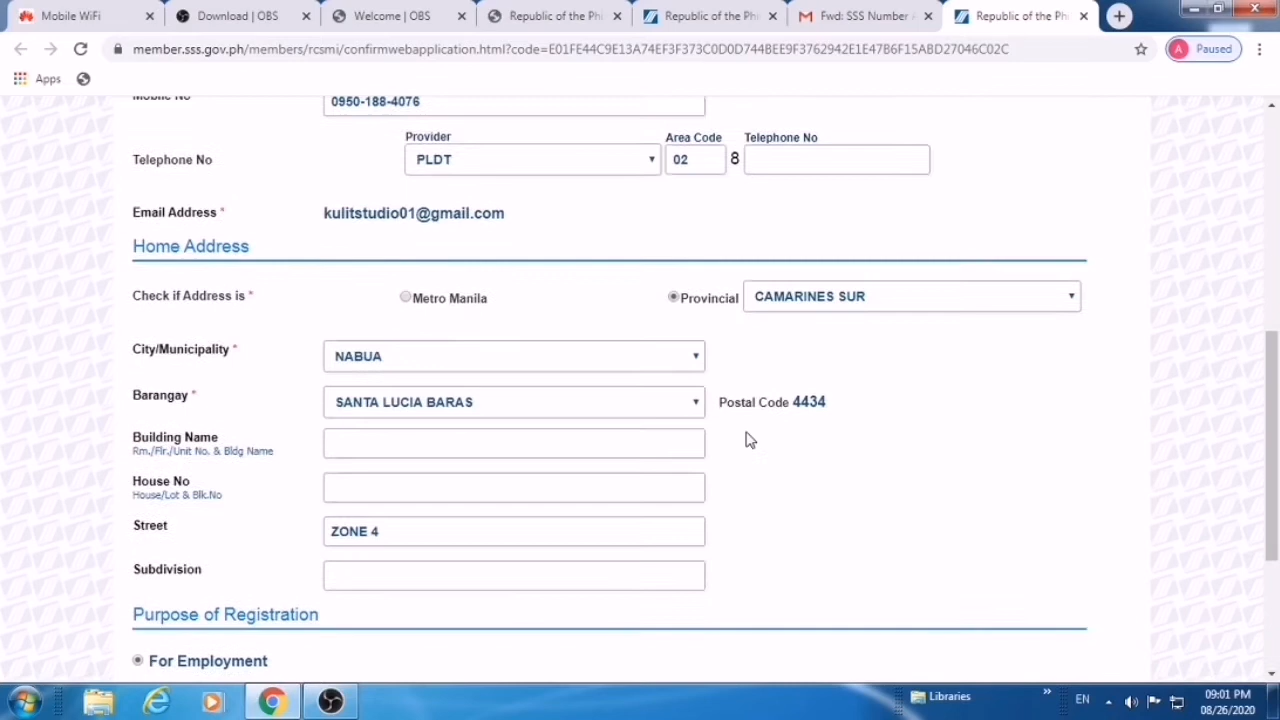 Mobile WiFi
Download | OBS
Welcome | OBS
Republic of the Phi
Republic of the Phi
Fwd: SSS Number
Republic of the Ph
member.sss.gov.ph/members/rcsmi/confirmwebapplication.html?code=E01FE44C9E13A74EF3F373C0D0D744BEE9F3762942E1E47B6F15ABD27046C02C
A Paused
Apps
Mobile No 0950-188-4076
Provider Area Code Telephone No
Telephone No PLDT 02 8
Email Address * kulitstudio01@gmail.com
Home Address
Check if Address is * Metro Manila Provincial CAMARINES SUR
City/Municipality * NABUA
Barangay * SANTA LUCIA BARAS Postal Code 4434
Building Name
Rm./Flr./Unit No. & Bldg Name
House No
House/Lot & Blk.No
Street ZONE 4
Subdivision
Purpose of Registration
For Employment
Libraries » EN 09:01 PM
08/26/2020